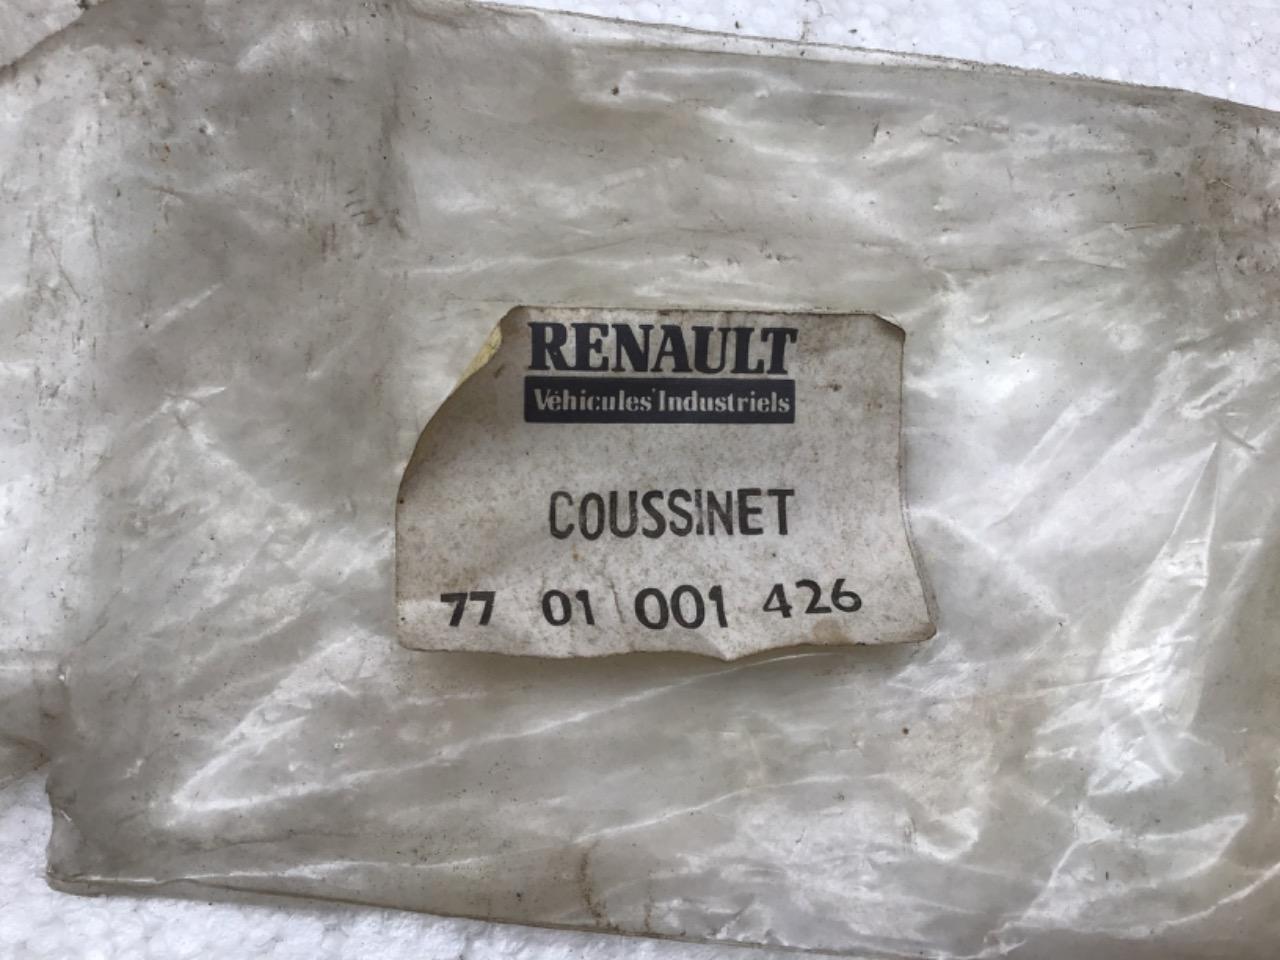 RENAULT
Véhicules Industriels
COUSSINET
77 01 001 426